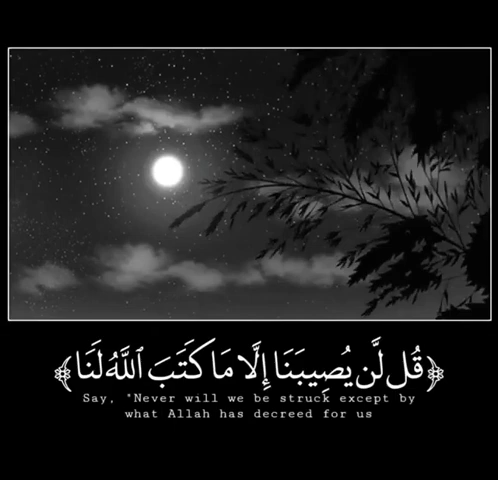 ﴿قُل لَّن يُصِيبَنَا إِلَّا مَا كَتَبَ ٱللَّهُ لَنَا﴾
Say, "Never will we be struck except by
what Allah has decreed for us